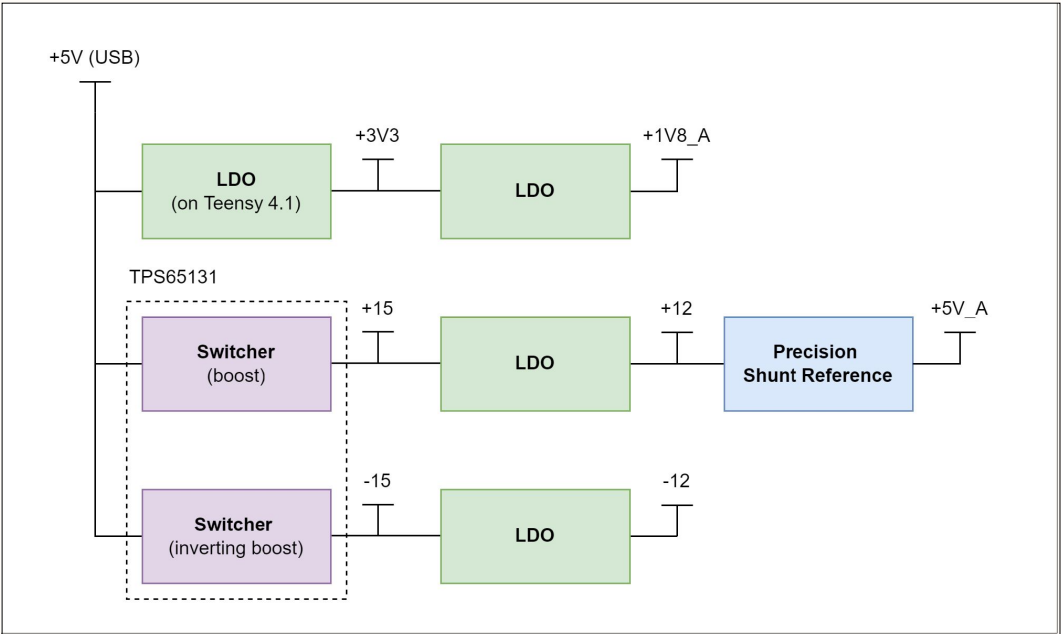 +5V (USB)
+3V3
+1V8_A
LDO
(on Teensy 4.1)
LDO
TPS65131
+15
+12
+5V_A
Switcher
(boost)
LDO
Precision
Shunt Reference
-15
-12
Switcher
(inverting boost)
LDO